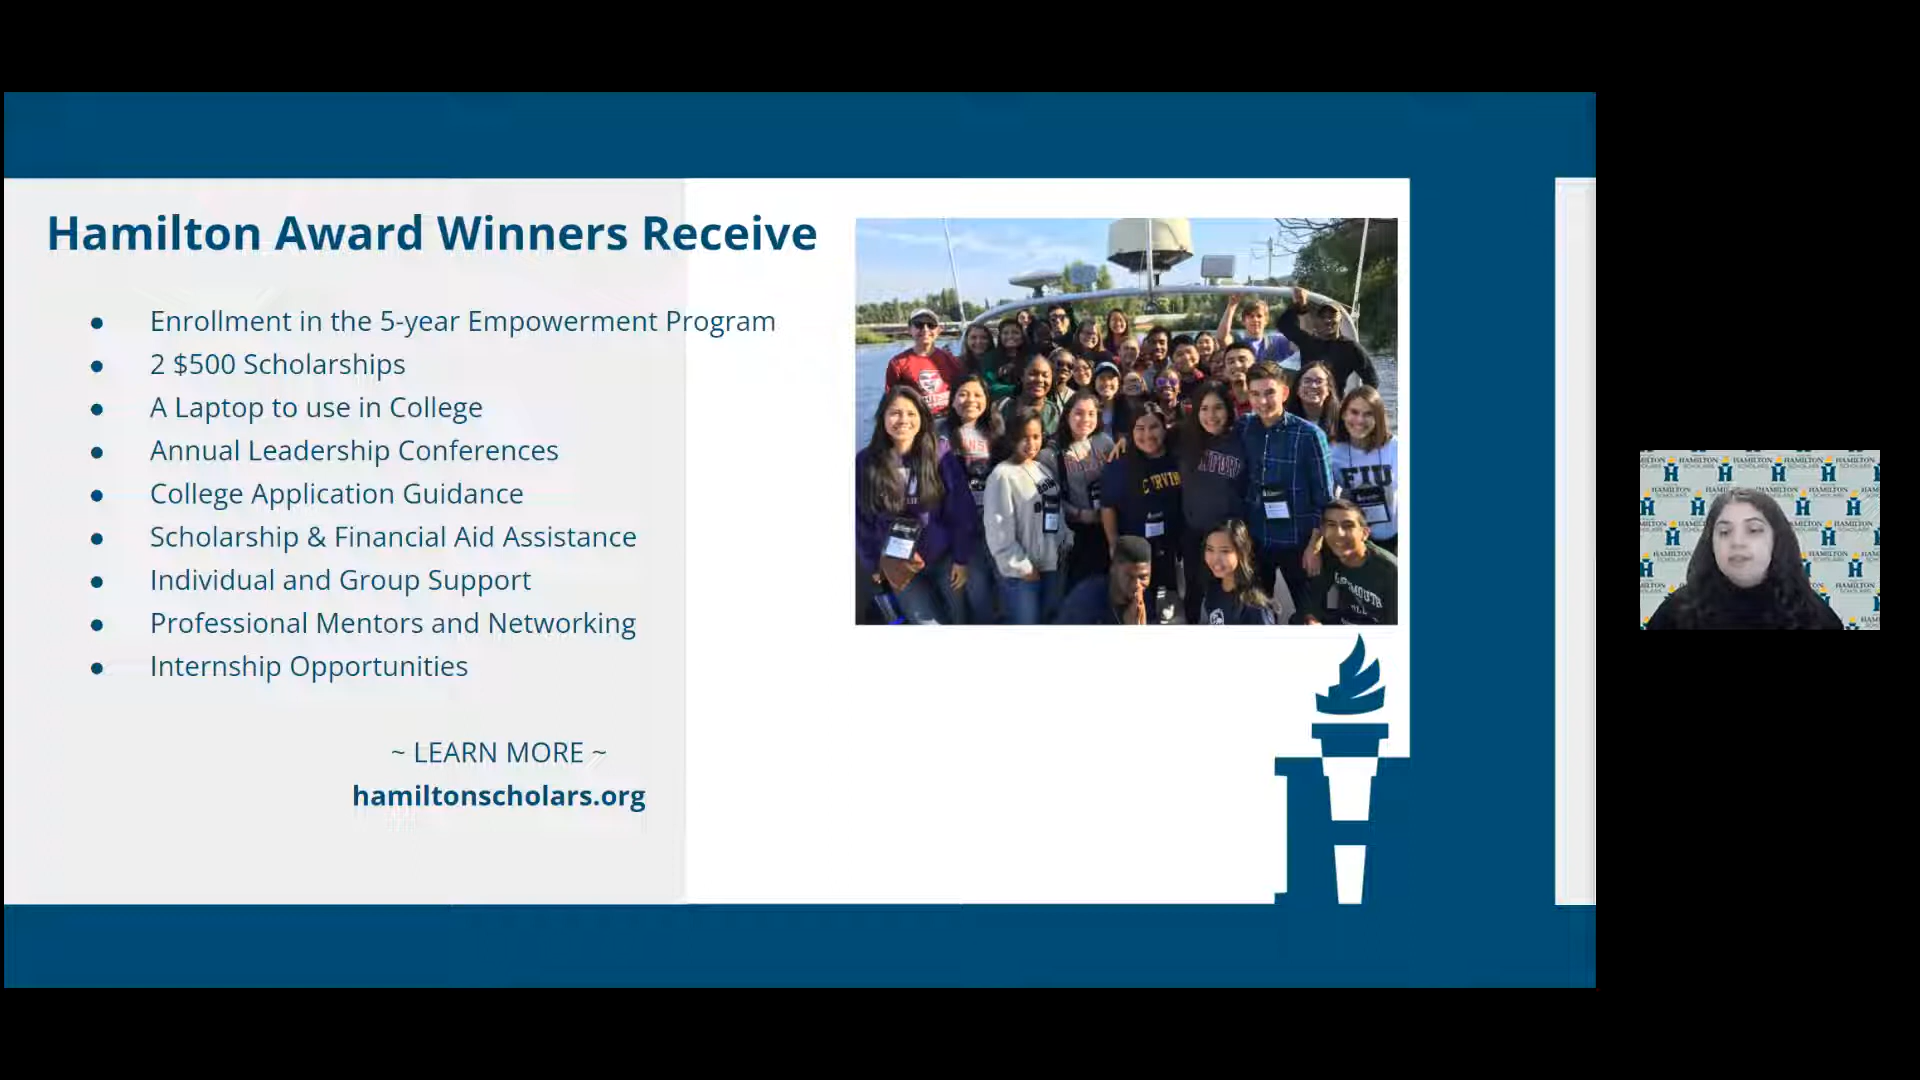 Hamilton Award Winners Receive
● Enrollment in the 5-year Empowerment Program
● 2 $500 Scholarships
● A Laptop to use in College
● Annual Leadership Conferences
● College Application Guidance
● Scholarship & Financial Aid Assistance
● Individual and Group Support
● Professional Mentors and Networking
● Internship Opportunities
~ LEARN MORE ~
hamiltonscholars.org
FIU
HAMILTON
SCHOLARS